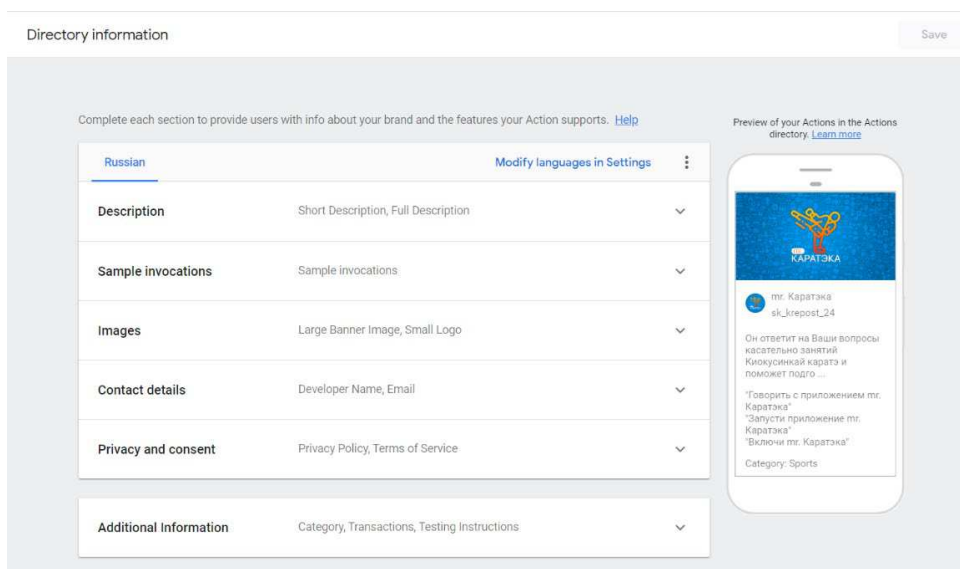 Directory information
Save
Complete each section to provide users with info about your brand and the features your Action supports. Help
Russian
Modify languages in Settings
Description
Short Description, Full Description
Sample invocations
Sample invocations
Images
Large Banner Image, Small Logo
Contact details
Developer Name, Email
Privacy and consent
Privacy Policy, Terms of Service
Additional Information
Category, Transactions, Testing Instructions
Preview of your Actions in the Actions
directory. Learn more
КАРАТЭКА
mr. Каратэка
sk_krepost_24
Он ответит на Ваши вопросы
касательно занятий
Киокусинкай каратэ и
поможет подго ...
"Говорить с приложением mr.
Каратэка"
"Запусти приложение mr.
Каратэка"
"Включи mr. Каратэка"
Category: Sports